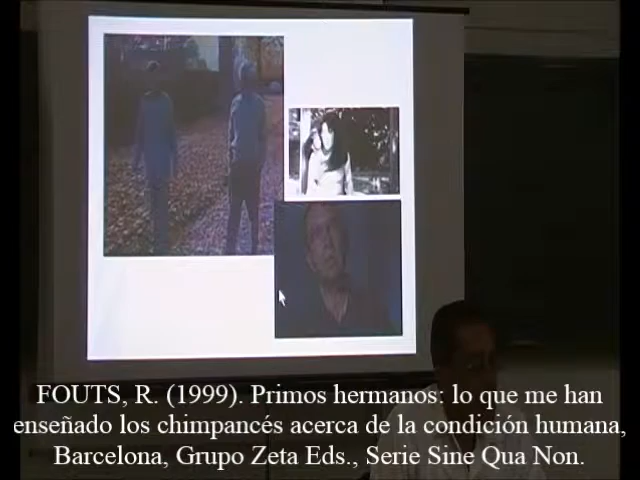 FOUTS, R. (1999). Primos hermanos: lo que me han
enseñado los chimpancés acerca de la condición humana,
Barcelona, Grupo Zeta Eds., Serie Sine Qua Non.